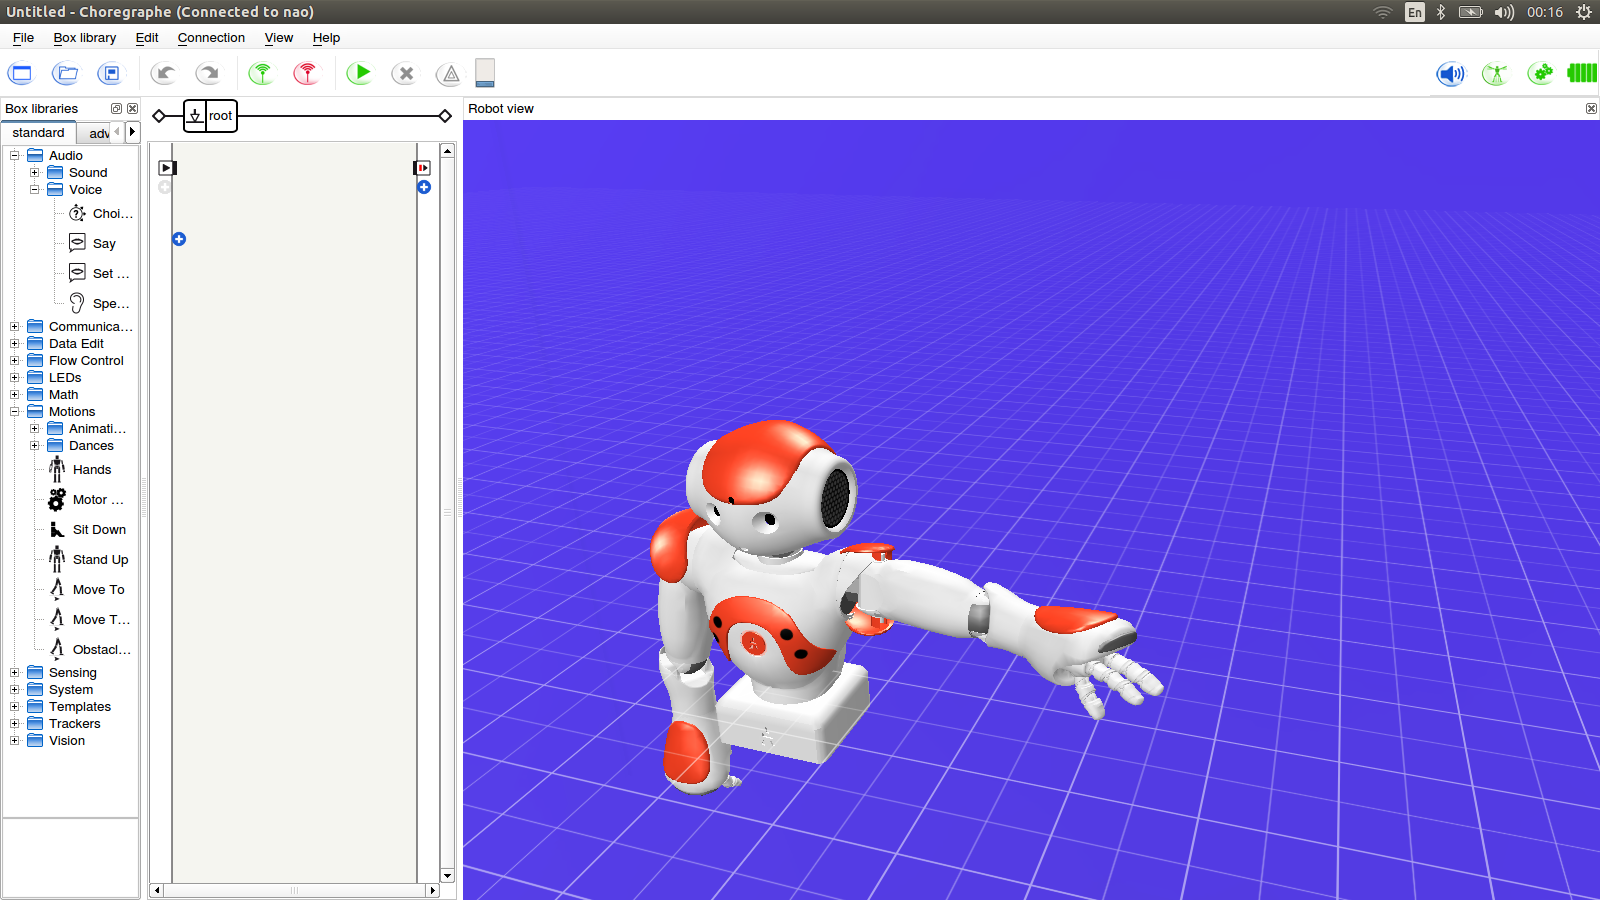 Untitled - Choregraphe (Connected to nao)
En
00:16
File Box library Edit Connection View Help
Box libraries
standard
adv
Audio
Sound
Voice
Choi...
Say
Set ...
Spe...
Communica...
Data Edit
Flow Control
LEDs
Math
Motions
Animati...
Dances
Hands
Motor ...
Sit Down
Stand Up
Move To
Move T...
Obstacl...
Sensing
System
Templates
Trackers
Vision
root
Robot view